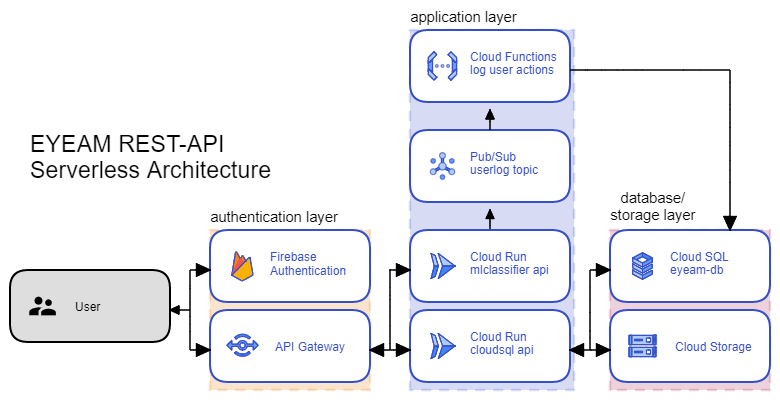 application layer
Cloud Functions
log user actions
EYEAM REST-API
Serverless Architecture
Pub/Sub
userlog topic
database/
storage layer
authentication layer
Firebase
Authentication
Cloud Run
mlclassifier api
Cloud SQL
eyeam-db
User
API Gateway
Cloud Run
cloudsql api
Cloud Storage